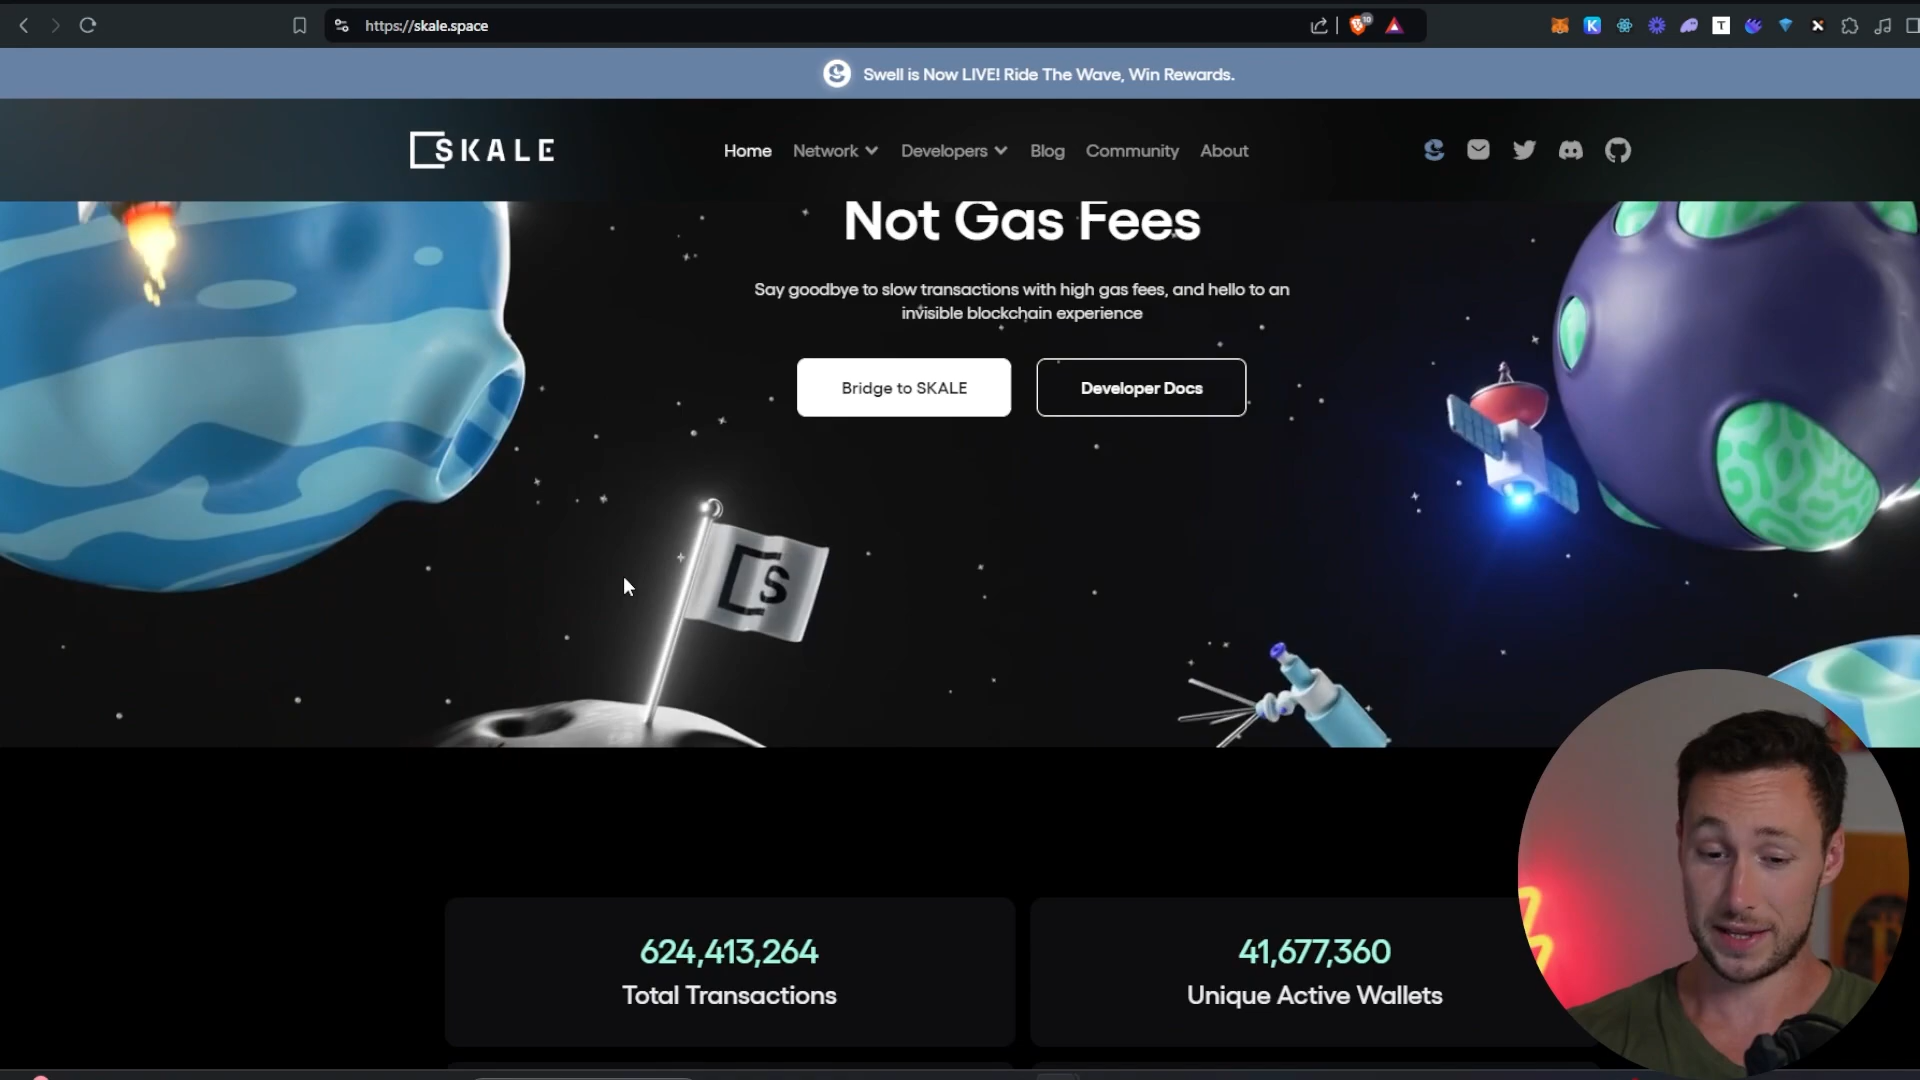 https://skale.space
10
K
T
Swell is Now LIVE! Ride The Wave, Win Rewards.
SKALE
Home
Network
Developers
Blog
Community
About
Not Gas Fees
Say goodbye to slow transactions with high gas fees, and hello to an
invisible blockchain experience
Bridge to SKALE
Developer Docs
S
624,413,264
Total Transactions
41,677,360
Unique Active Wallets